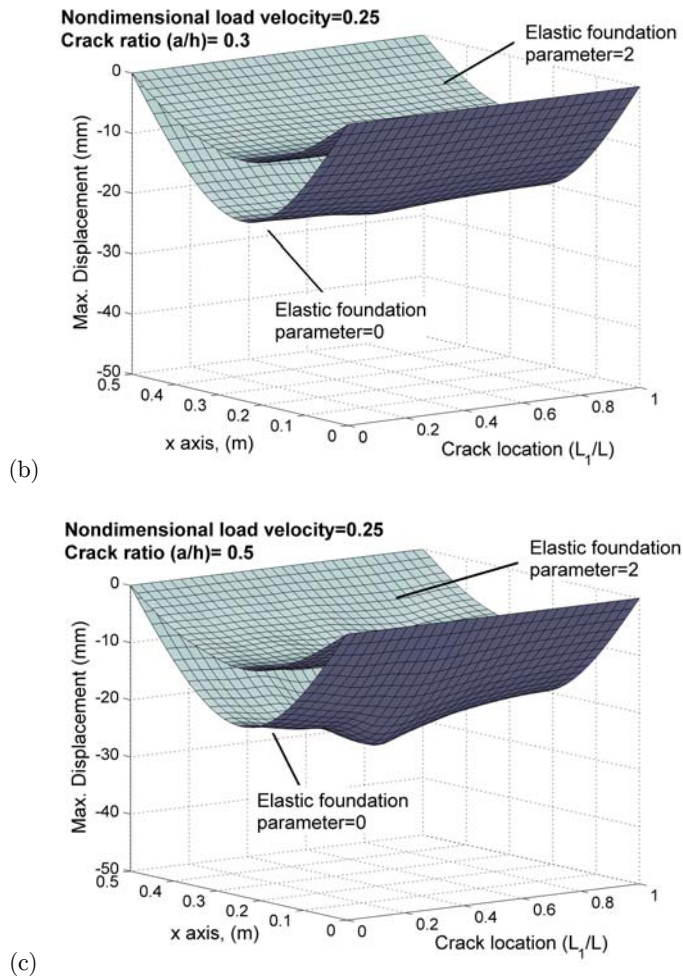 Nondimensional load velocity=0.25
Crack ratio (a/h)= 0.3
Elastic foundation
parameter=2
0
-10
-20
-30
-40
-50
Max. Displacement (mm)
Elastic foundation
parameter=0
0.5
0.4
0.3
0.2
0.1
0
x axis, (m)
0
0.2
0.4
0.6
0.8
1
Crack location (L₁/L)
(b)
Nondimensional load velocity=0.25
Crack ratio (a/h)= 0.5
Elastic foundation
parameter=2
0
-10
-20
-30
-40
-50
Max. Displacement (mm)
Elastic foundation
parameter=0
0.5
0.4
0.3
0.2
0.1
0
x axis, (m)
0
0.2
0.4
0.6
0.8
1
Crack location (L₁/L)
(c)